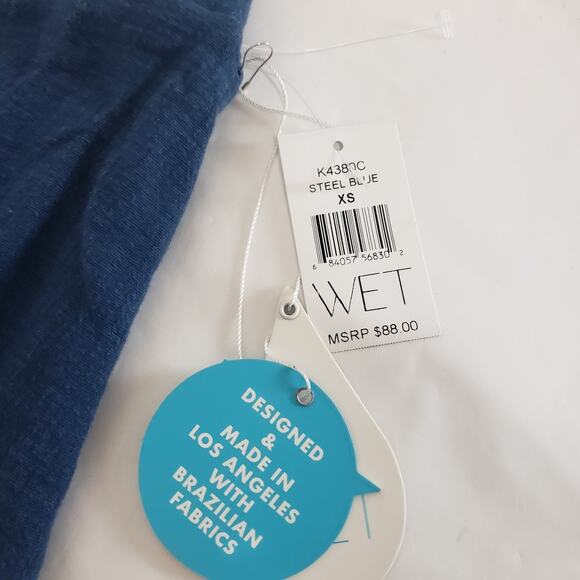 K4380C
STEEL BLUE
XS
6 84057 56830 2
WET
MSRP $88.00
DESIGNED
&
MADE IN
LOS ANGELES
WITH
BRAZILIAN
FABRICS
ET